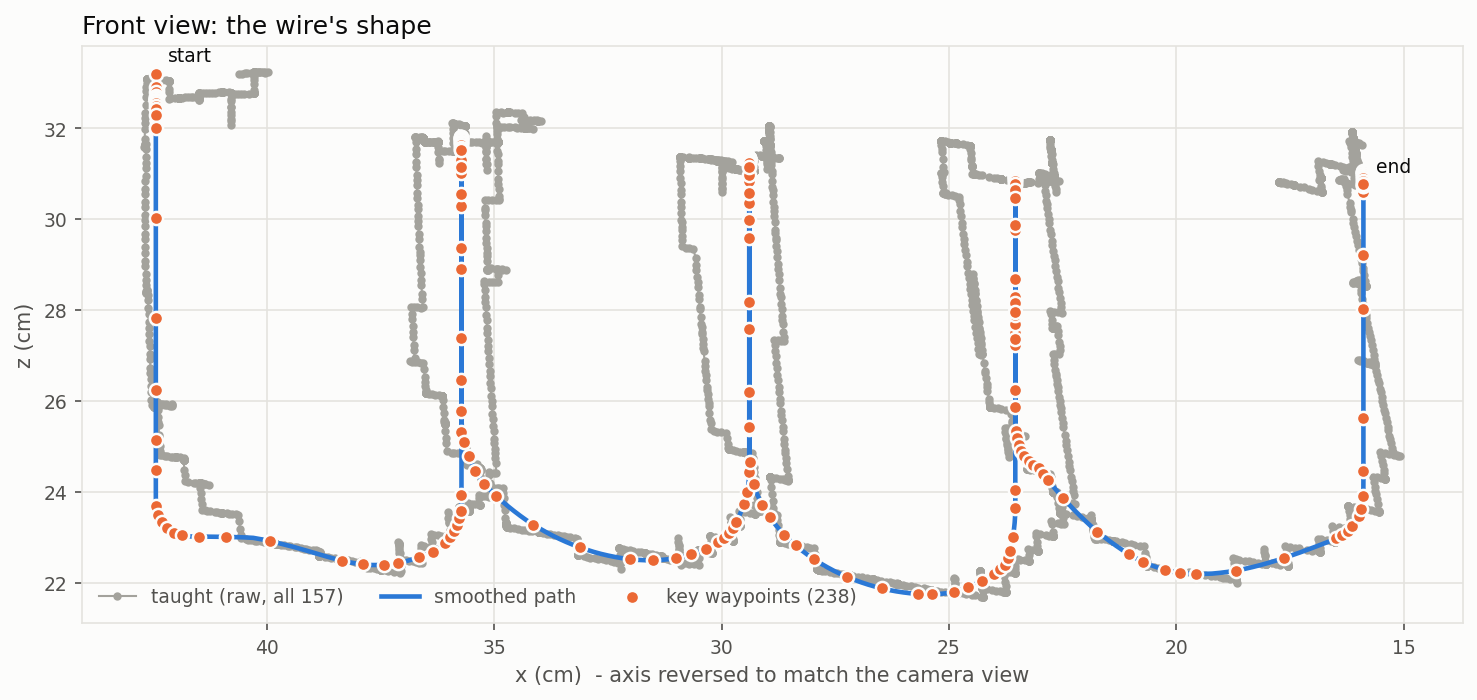 Front view: the wire's shape
start
end
32
30
28
26
24
22
z (cm)
taught (raw, all 157)
smoothed path
key waypoints (238)
40
35
30
25
20
15
x (cm)  - axis reversed to match the camera view